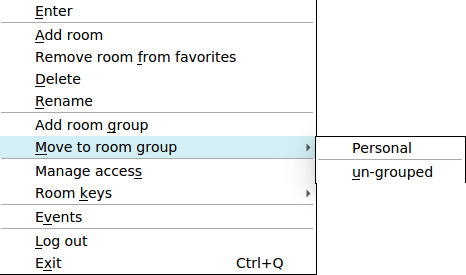 Enter
Add room
Remove room from favorites
Delete
Rename
Add room group
Move to room group
Personal
un-grouped
Manage access
Room keys
Events
Log out
Exit Ctrl+Q